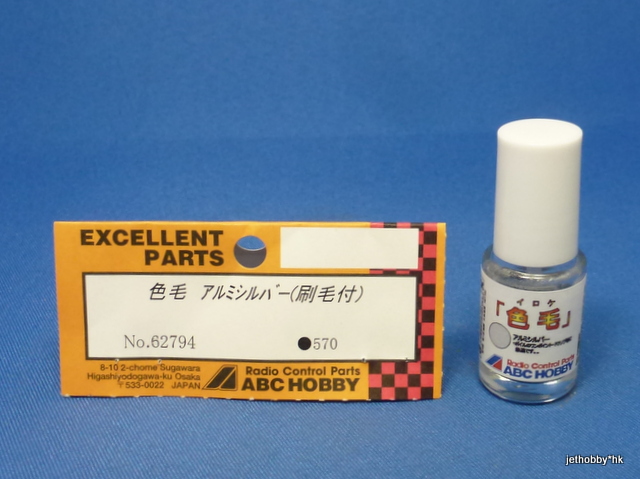 EXCELLENT
PARTS
色毛 アルミシルバー(刷毛付)
No.62794 ●570
8-10 2-chome Sugawara
Higashiyodogawa-ku Osaka
〒533-0022 JAPAN
Radio Control Parts
ABC HOBBY
イロケ
「色毛」
アルミシルバー
Radio Control Parts
ABC HOBBY
jethobby*hk